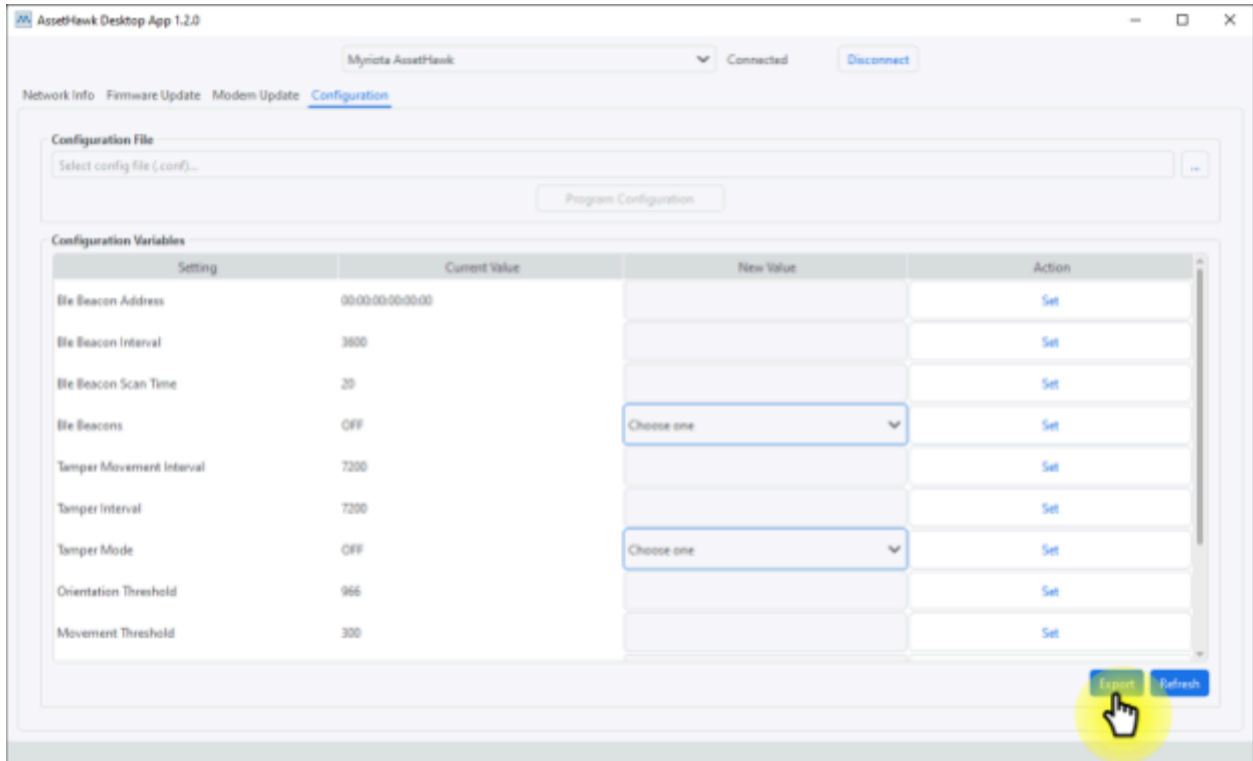 AssetHawk Desktop App 1.2.0
Myriota AssetHawk Connected Disconnect
Network Info Firmware Update Modem Update Configuration
Configuration File
Select config file (.conf)... ...
Program Configuration
Configuration Variables
Setting Current Value New Value Action
Ble Beacon Address 00:00:00:00:00:00 Set
Ble Beacon Interval 3600 Set
Ble Beacon Scan Time 20 Set
Ble Beacons OFF Choose one Set
Tamper Movement Interval 7200 Set
Tamper Interval 7200 Set
Tamper Mode OFF Choose one Set
Orientation Threshold 966 Set
Movement Threshold 300 Set
Export Refresh